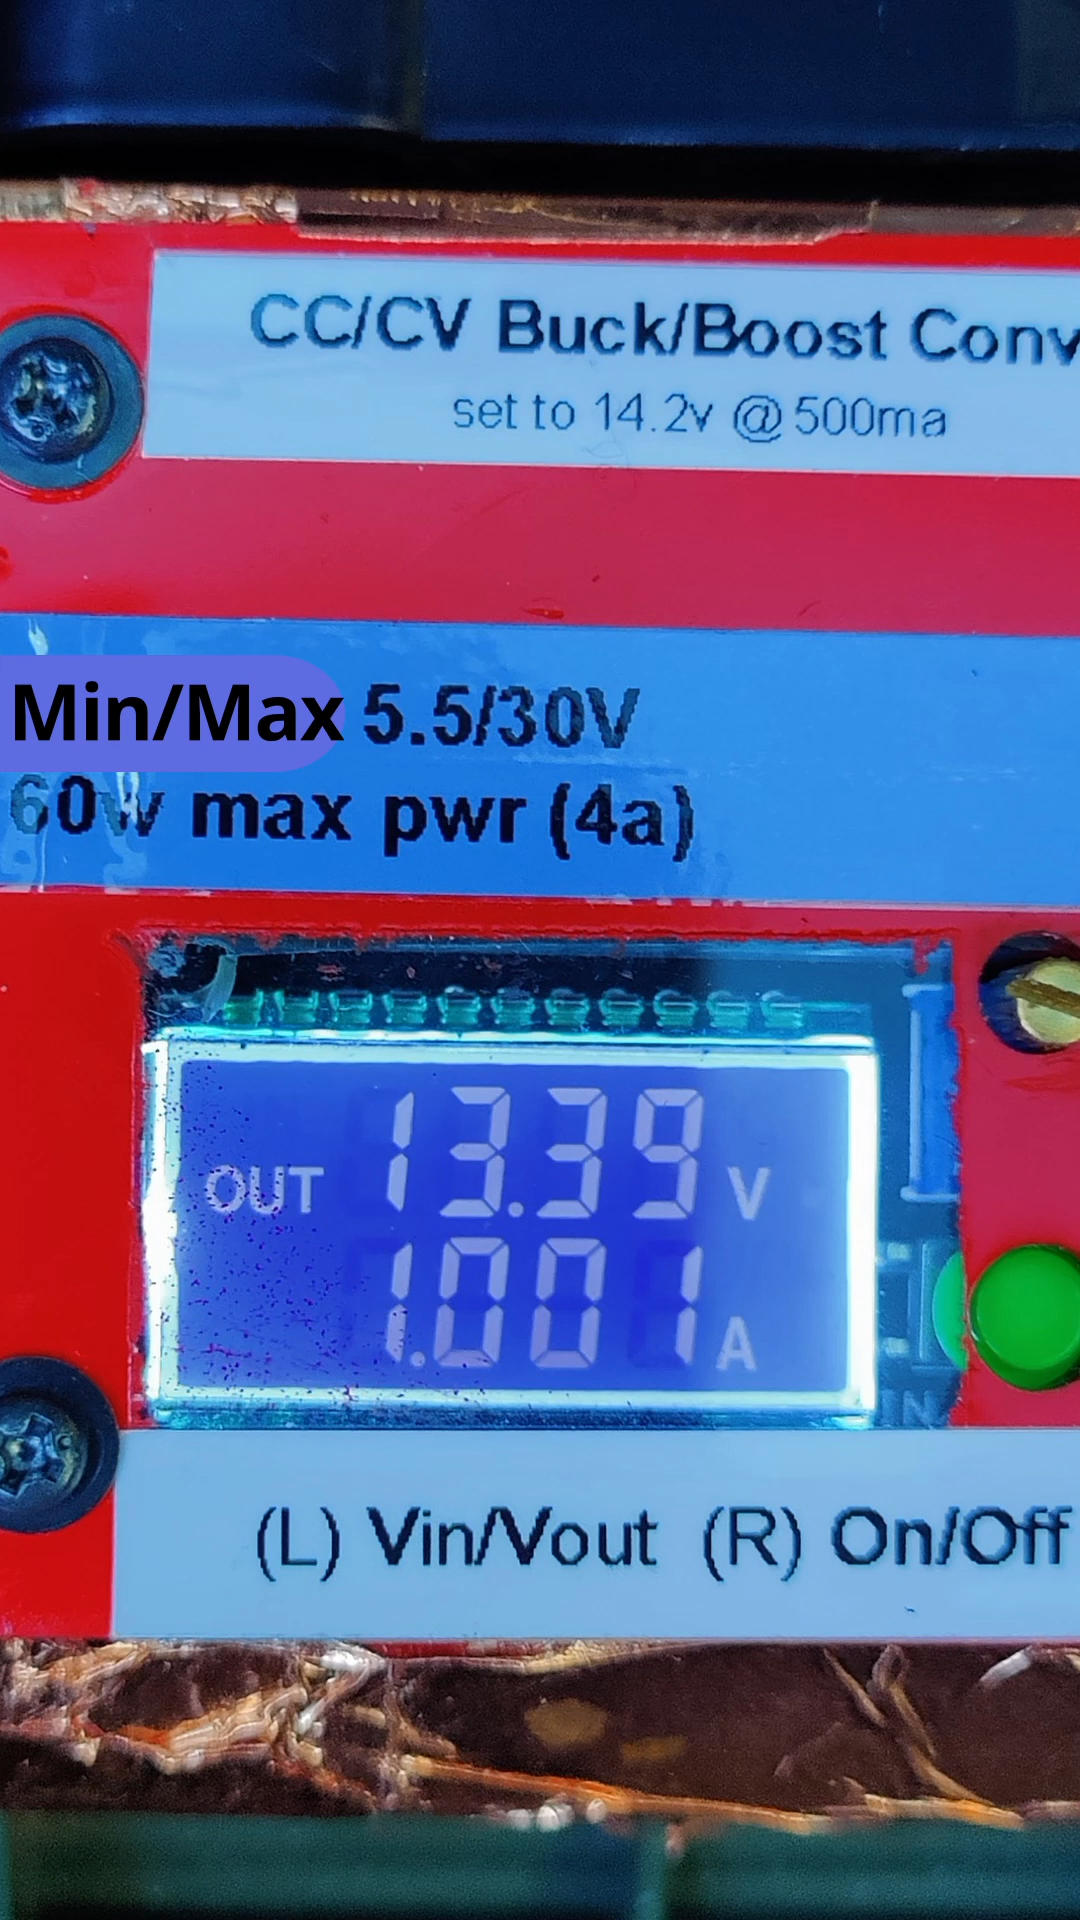 CC/CV Buck/Boost Conv
set to 14.2v @ 500ma
Min/Max 5.5/30V
60w max pwr (4a)
OUT 13.39 V
1.001 A
(L) Vin/Vout (R) On/Off